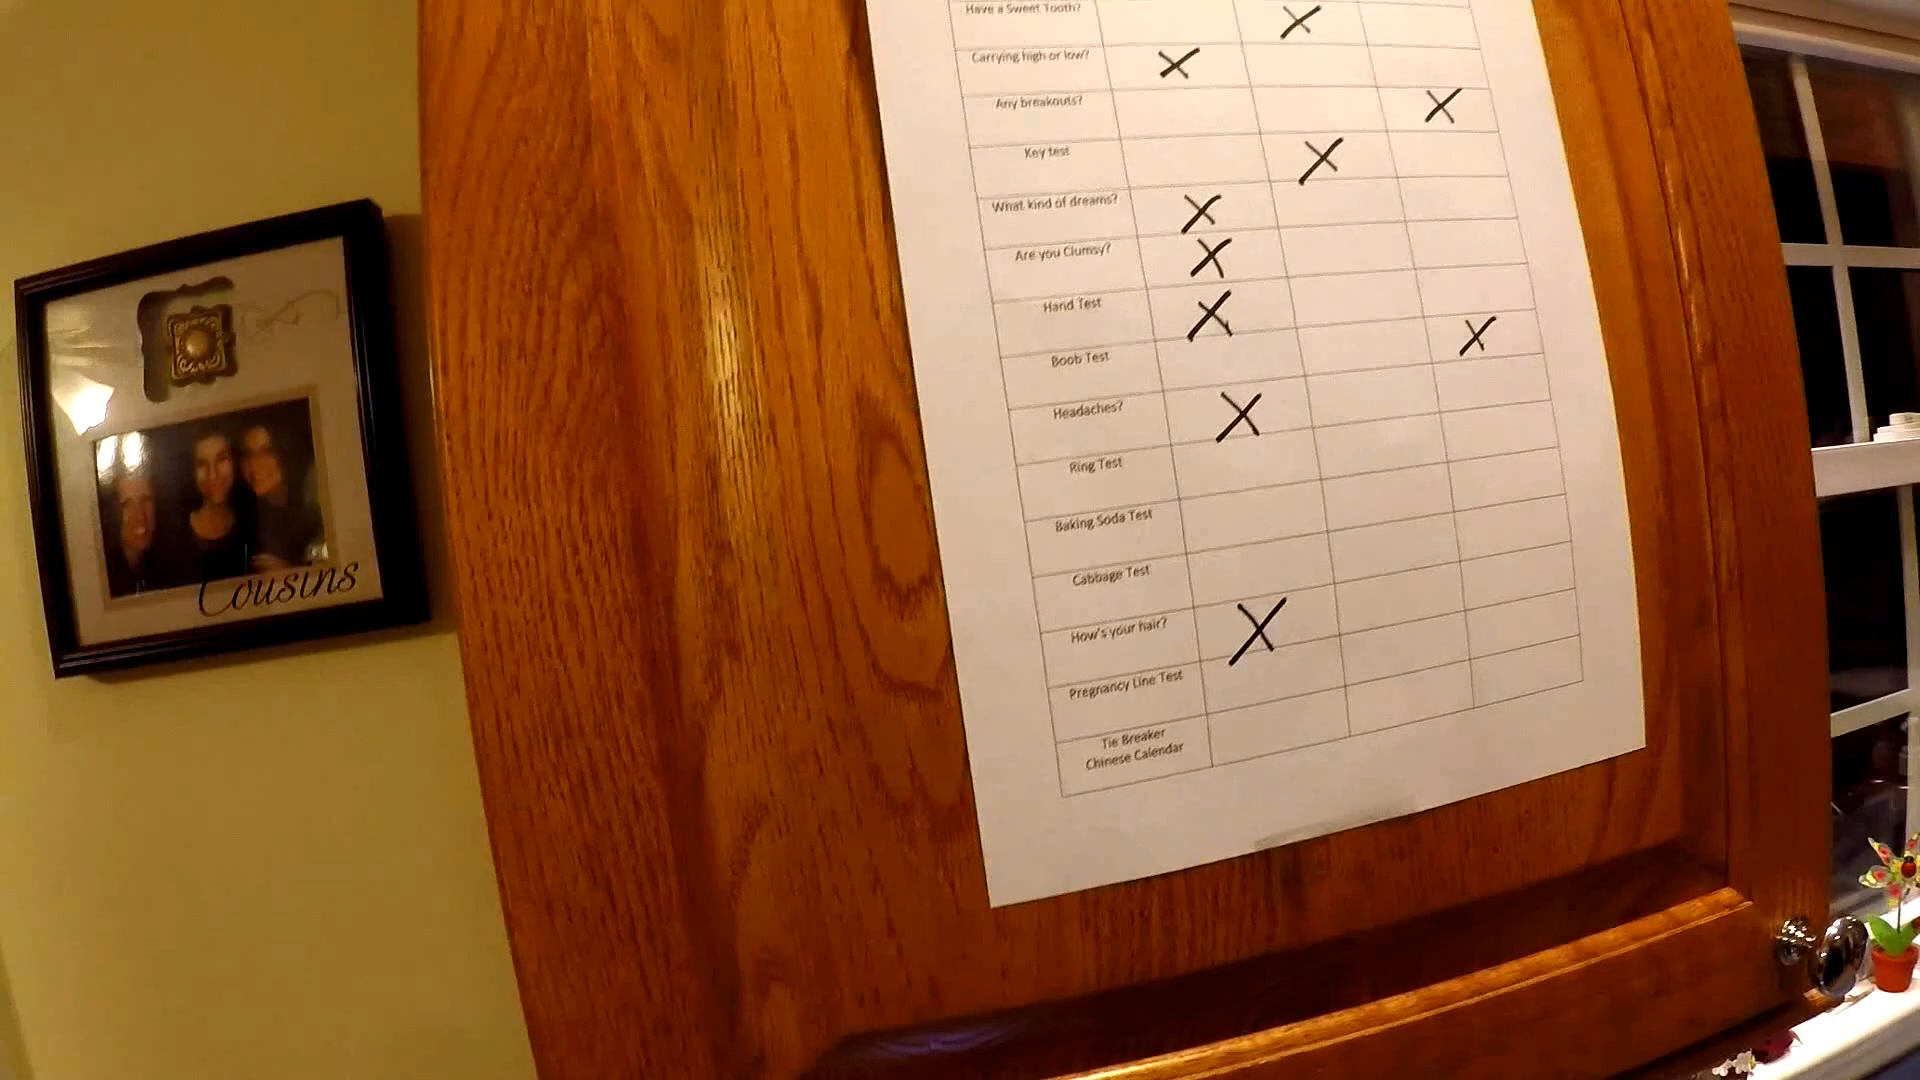 Have a Sweet Tooth?
X
Carrying high or low?
X
Any breakouts?
X
Key test
X
What kind of dreams?
X
Are you Clumsy?
X
Hand Test
X
Boob Test
X
Headaches?
X
Ring Test
Baking Soda Test
Cabbage Test
How's your hair?
X
Pregnancy Line Test
Tie Breaker
Chinese Calendar
Cousins